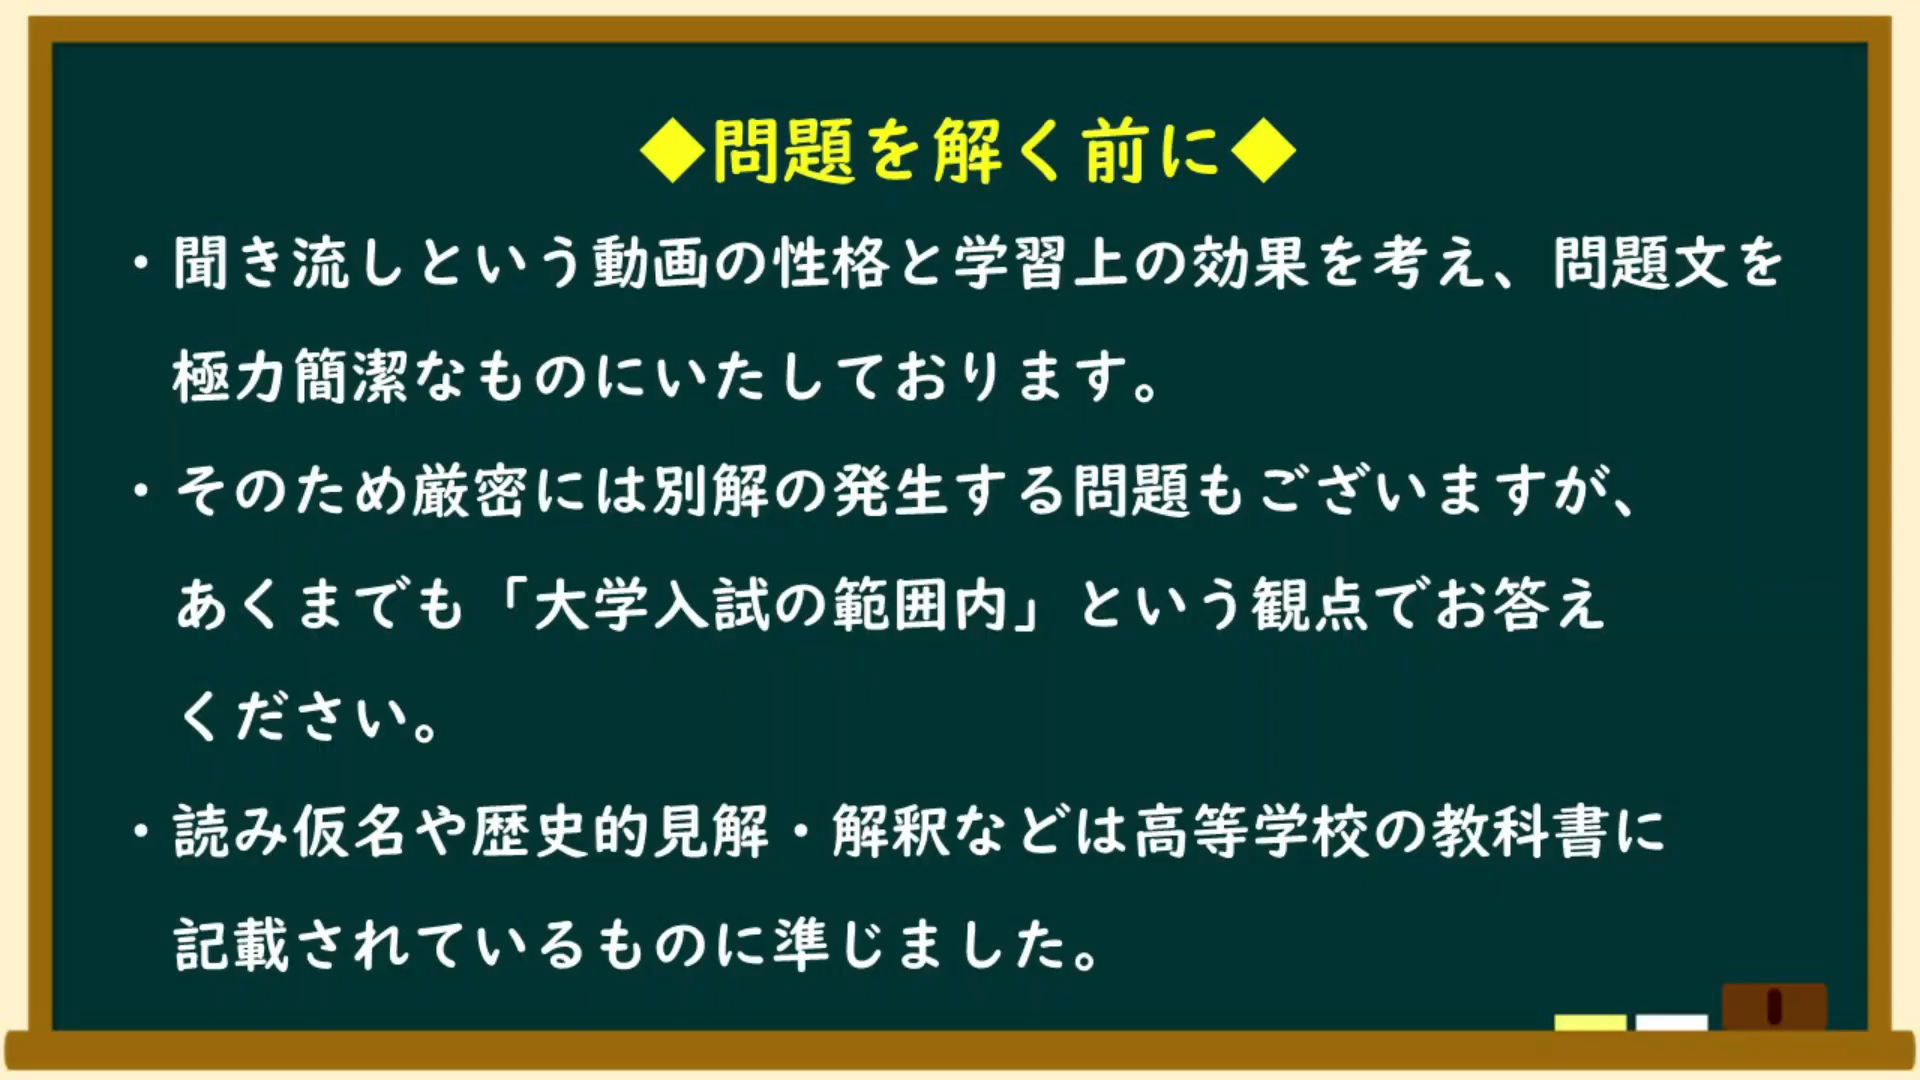 ◆問題を解く前に◆
・聞き流しという動画の性格と学習上の効果を考え、問題文を
極力簡潔なものにいたしております。
・そのため厳密には別解の発生する問題もございますが、
あくまでも「大学入試の範囲内」という観点でお答え
ください。
・読み仮名や歴史的見解・解釈などは高等学校の教科書に
記載されているものに準じました。